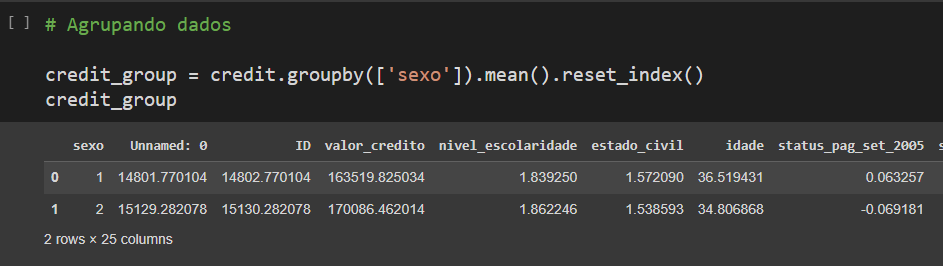 [ ] # Agrupando dados
credit_group = credit.groupby(['sexo']).mean().reset_index()
credit_group
sexo Unnamed: 0 ID valor_credito nivel_escolaridade estado_civil idade status_pag_set_2005 s
0 1 14801.770104 14802.770104 163519.825034 1.839250 1.572090 36.519431 0.063257
1 2 15129.282078 15130.282078 170086.462014 1.862246 1.538593 34.806868 -0.069181
2 rows × 25 columns